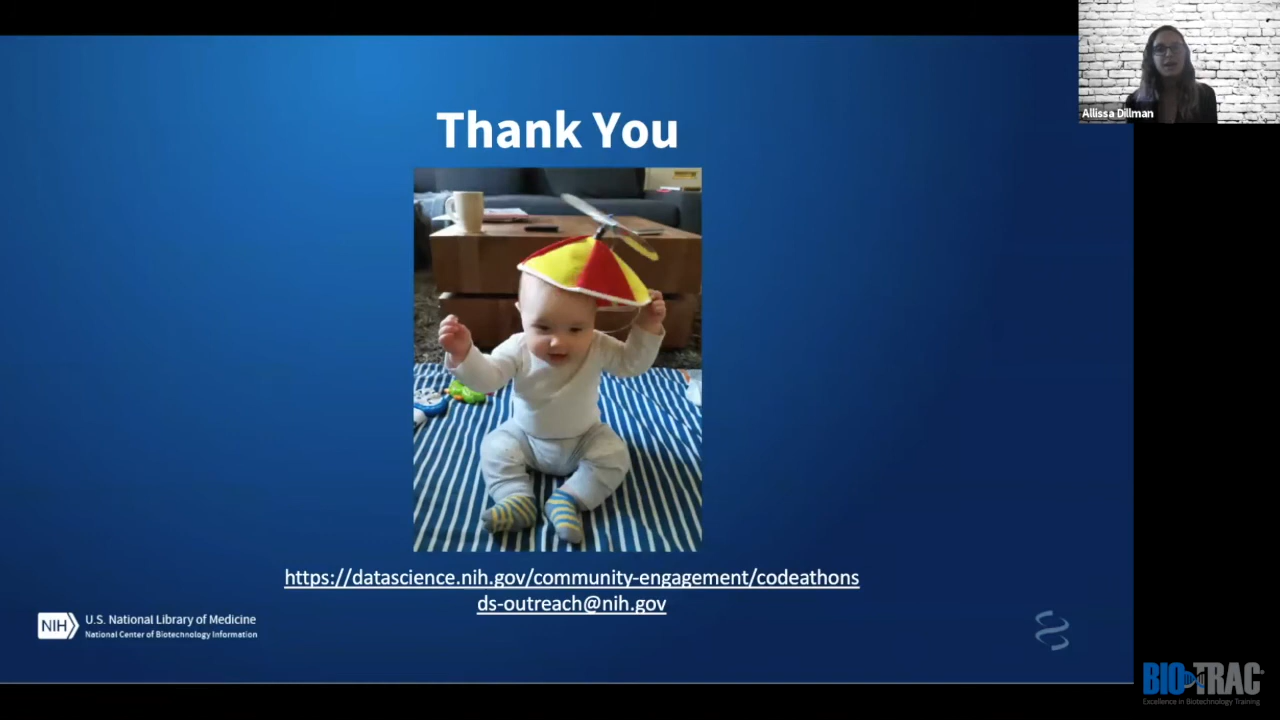 Allissa Dillman
Thank You
https://datascience.nih.gov/community-engagement/codeathons
ds-outreach@nih.gov
NIH
U.S. National Library of Medicine
National Center of Biotechnology Information
BIO-TRAC®
Excellence in Biotechnology Training